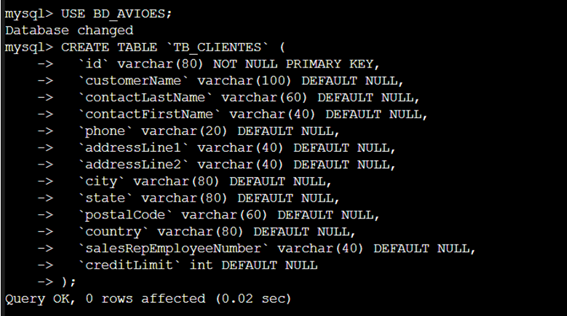 mysql> USE BD_AVIOES;
Database changed
mysql> CREATE TABLE `TB_CLIENTES` (
    -> `id` varchar(80) NOT NULL PRIMARY KEY,
    -> `customerName` varchar(100) DEFAULT NULL,
    -> `contactLastName` varchar(60) DEFAULT NULL,
    -> `contactFirstName` varchar(40) DEFAULT NULL,
    -> `phone` varchar(20) DEFAULT NULL,
    -> `addressLine1` varchar(40) DEFAULT NULL,
    -> `addressLine2` varchar(40) DEFAULT NULL,
    -> `city` varchar(80) DEFAULT NULL,
    -> `state` varchar(80) DEFAULT NULL,
    -> `postalCode` varchar(60) DEFAULT NULL,
    -> `country` varchar(80) DEFAULT NULL,
    -> `salesRepEmployeeNumber` varchar(40) DEFAULT NULL,
    -> `creditLimit` int DEFAULT NULL
    -> );
Query OK, 0 rows affected (0.02 sec)